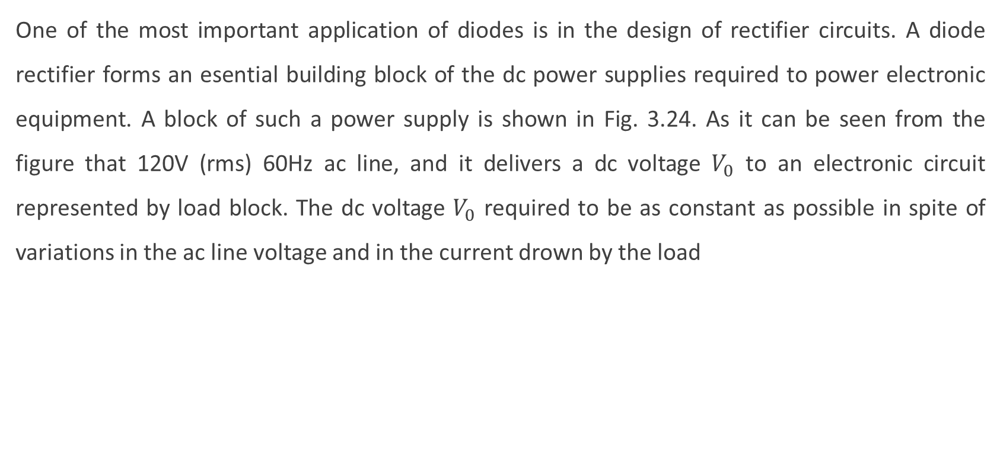 One of the most important application of diodes is in the design of rectifier circuits. A diode
rectifier forms an esential building block of the dc power supplies required to power electronic
equipment. A block of such a power supply is shown in Fig. 3.24. As it can be seen from the
figure that 120V (rms) 60Hz ac line, and it delivers a dc voltage V₀ to an electronic circuit
represented by load block. The dc voltage V₀ required to be as constant as possible in spite of
variations in the ac line voltage and in the current drown by the load